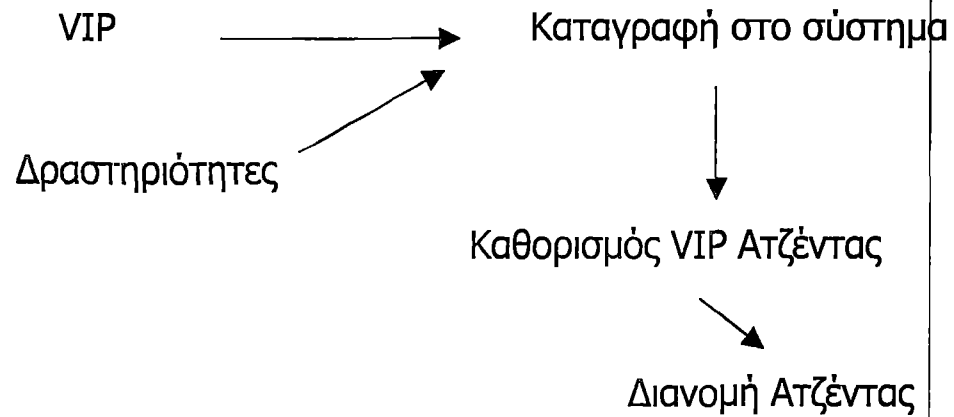 VIP
Καταγραφή στο σύστημα
Δραστηριότητες
Καθορισμός VIP Ατζέντας
Διανομή Ατζέντας